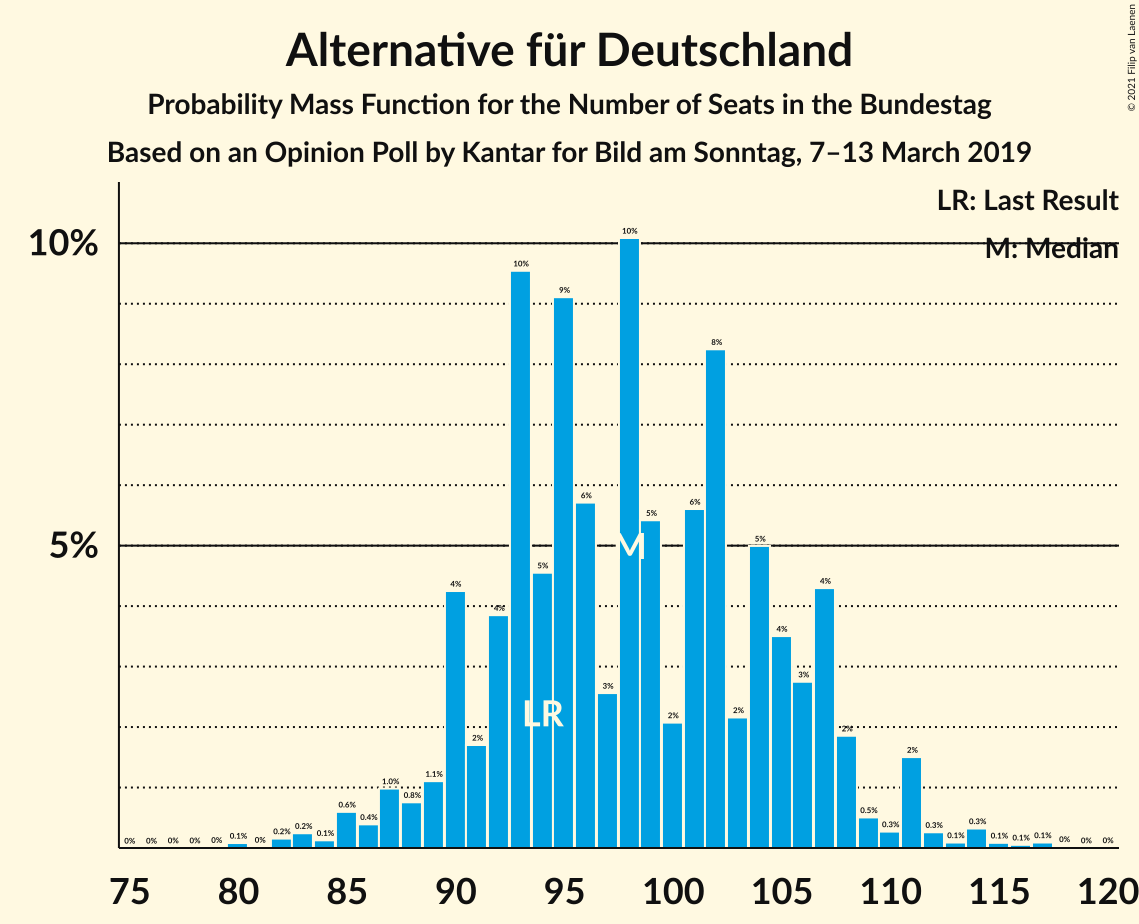 Alternative für Deutschland
Probability Mass Function for the Number of Seats in the Bundestag
Based on an Opinion Poll by Kantar for Bild am Sonntag, 7–13 March 2019
© 2021 Filip van Laenen
LR: Last Result
M: Median
10%
5%
0% 0% 0% 0% 0% 0.1% 0% 0.2% 0.2% 0.1% 0.6% 0.4% 1.0% 0.8% 1.1% 4% 2% 4% 10% 5% 9% 6% 3% 10% 5% 2% 6% 8% 2% 5% 4% 3% 4% 2% 0.5% 0.3% 2% 0.3% 0.1% 0.3% 0.1% 0.1% 0.1% 0% 0% 0%
LR
M
75 80 85 90 95 100 105 110 115 120